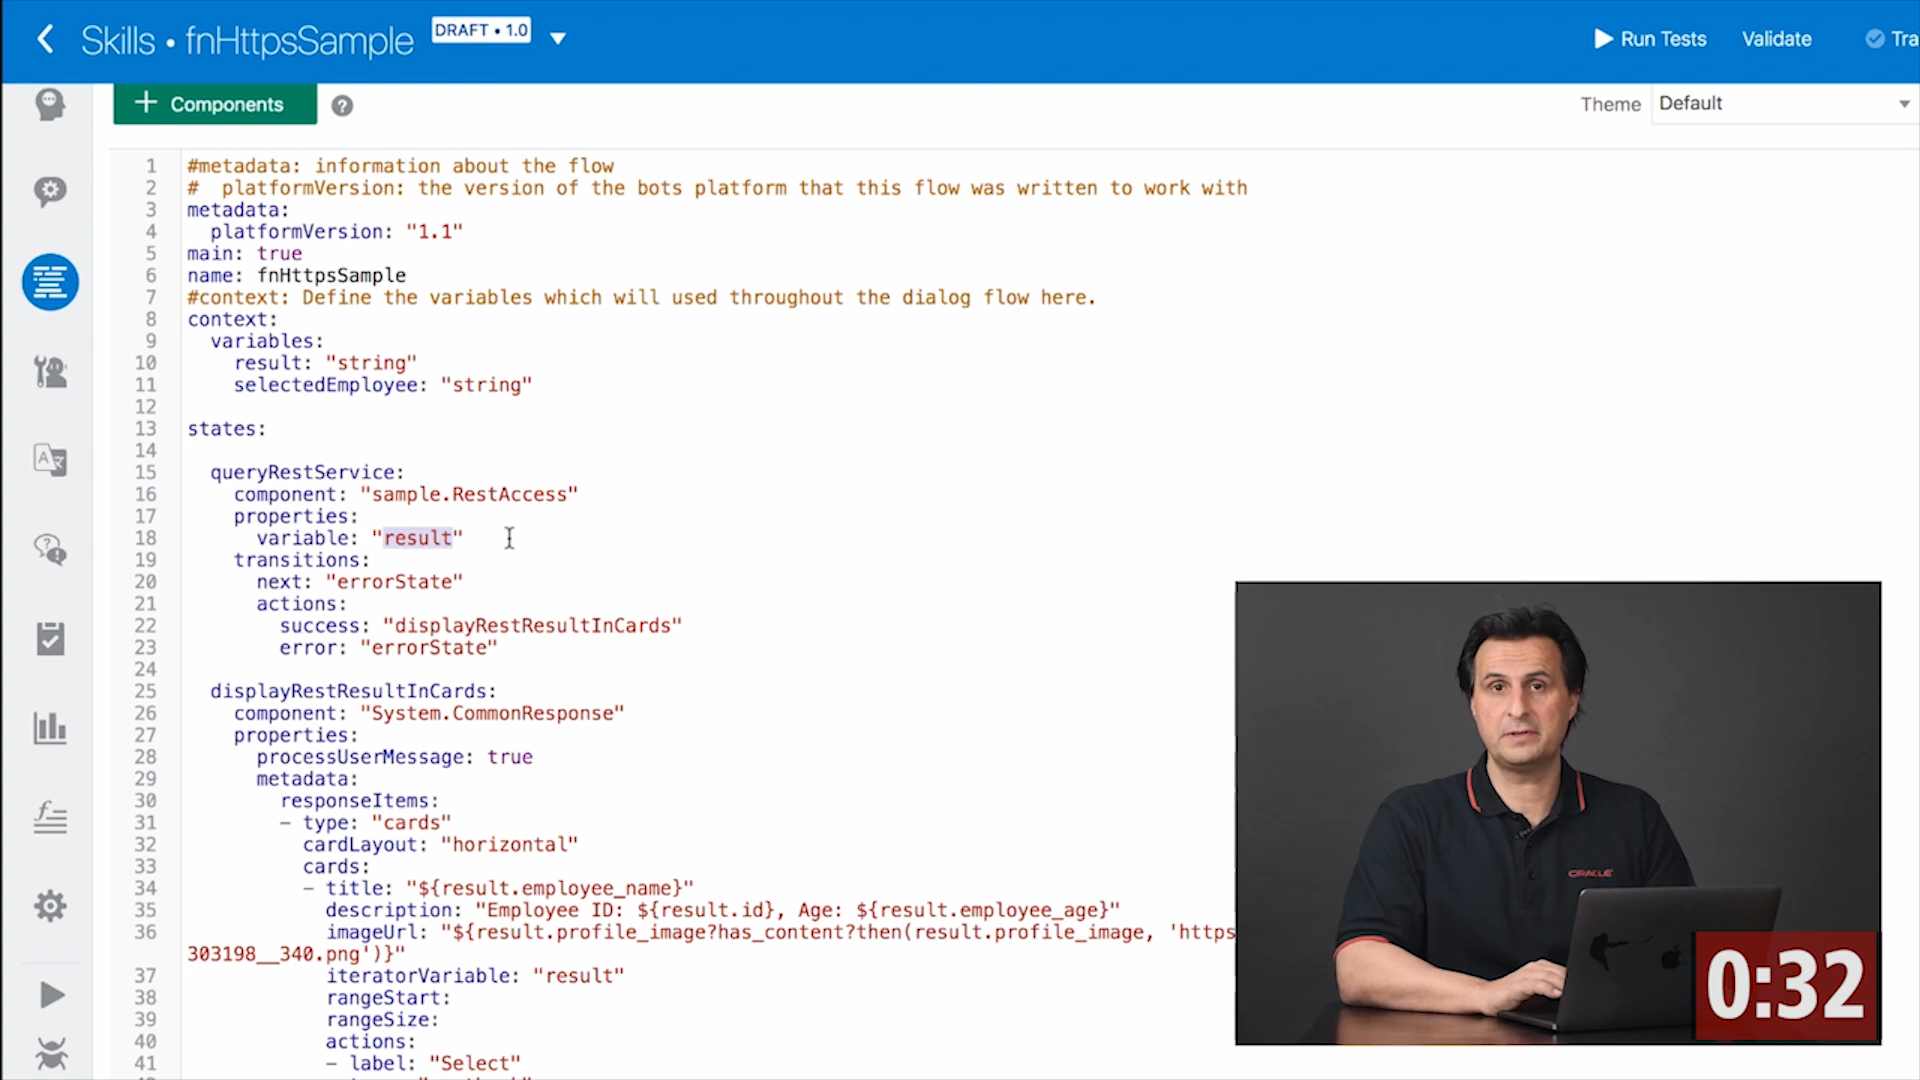 Skills • fnHttpsSample DRAFT • 1.0
Run Tests Validate Tra
+ Components ?
Theme Default
1 #metadata: information about the flow
2 # platformVersion: the version of the bots platform that this flow was written to work with
3 metadata:
4 platformVersion: "1.1"
5 main: true
6 name: fnHttpsSample
7 #context: Define the variables which will used throughout the dialog flow here.
8 context:
9 variables:
10 result: "string"
11 selectedEmployee: "string"
12
13 states:
14
15 queryRestService:
16 component: "sample.RestAccess"
17 properties:
18 variable: "result"
19 transitions:
20 next: "errorState"
21 actions:
22 success: "displayRestResultInCards"
23 error: "errorState"
24
25 displayRestResultInCards:
26 component: "System.CommonResponse"
27 properties:
28 processUserMessage: true
29 metadata:
30 responseItems:
31 - type: "cards"
32 cardLayout: "horizontal"
33 cards:
34 - title: "${result.employee_name}"
35 description: "Employee ID: ${result.id}, Age: ${result.employee_age}"
36 imageUrl: "${result.profile_image?has_content?then(result.profile_image, 'https
303198__340.png')}"
37 iteratorVariable: "result"
38 rangeStart:
39 rangeSize:
40 actions:
41 - label: "Select"
ORACLE
0:32